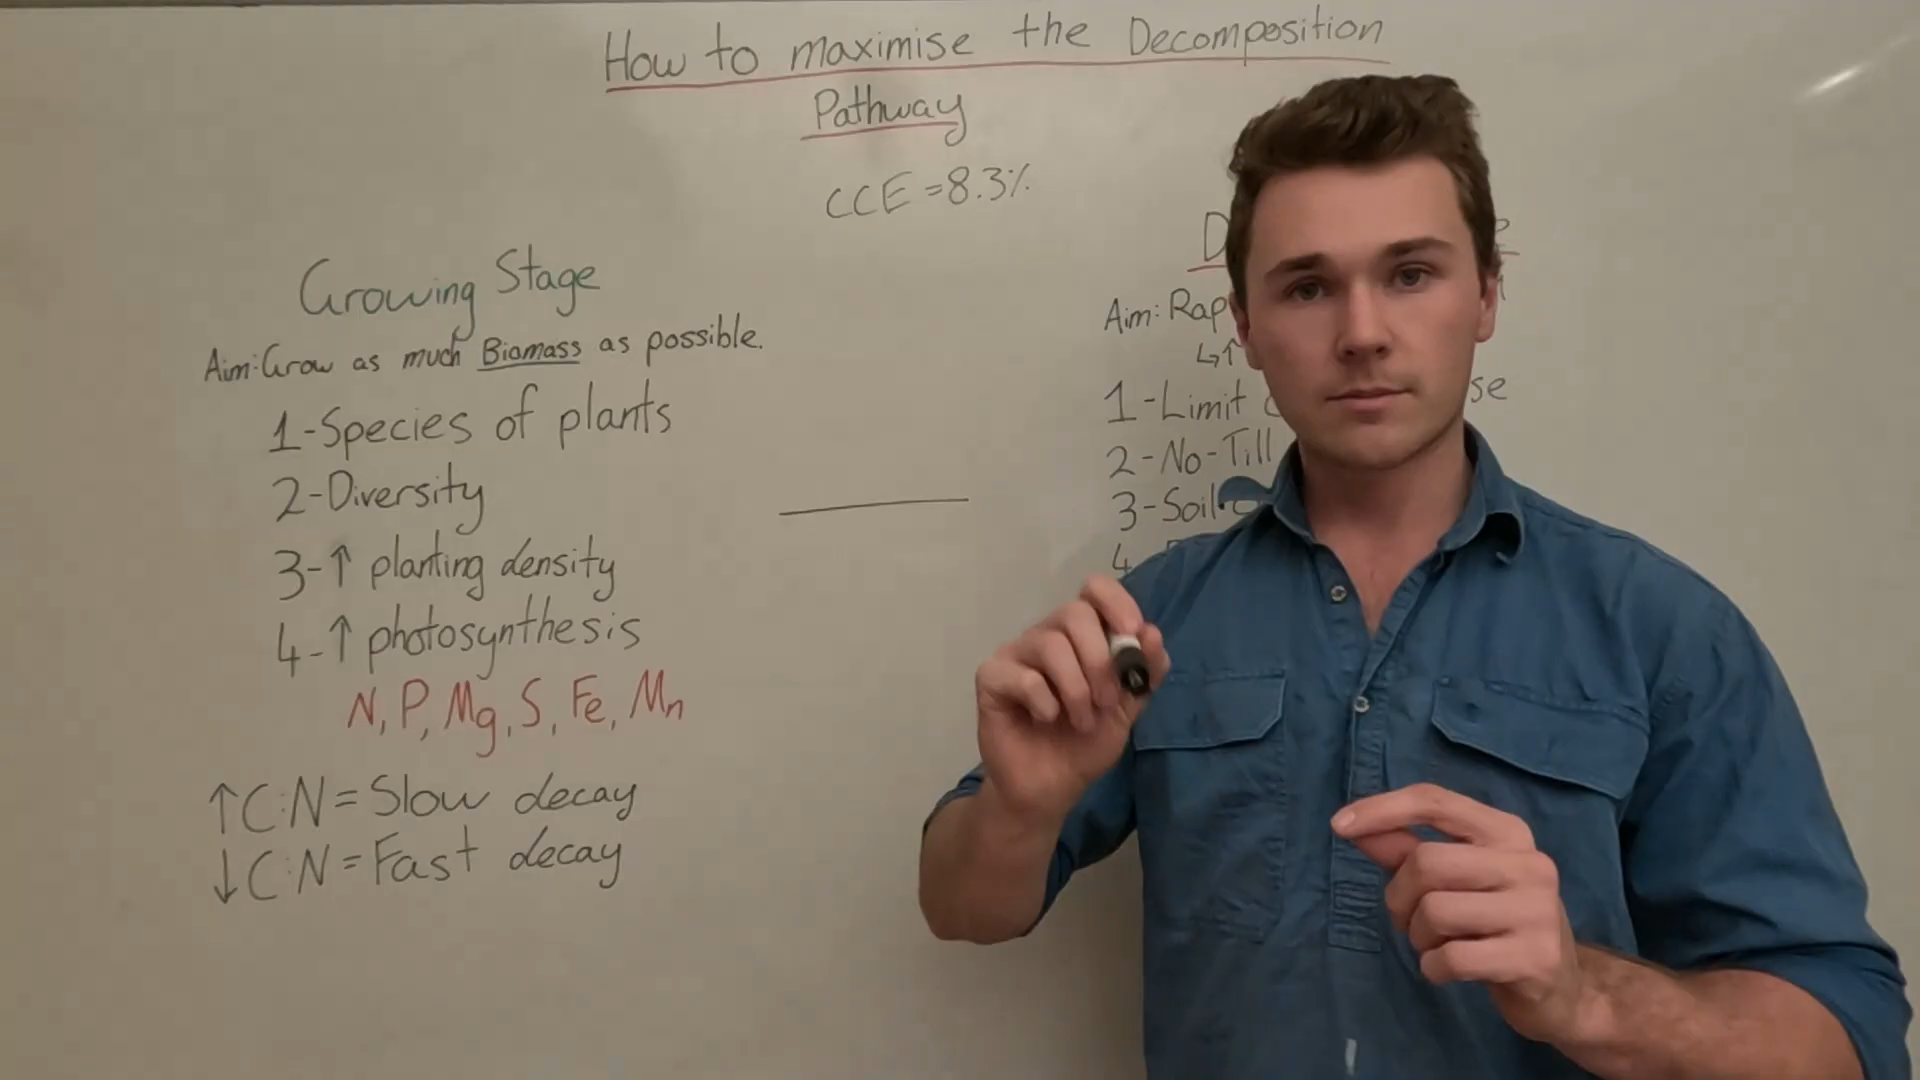 How to maximise the Decomposition
Pathway
CCE = 8.3%
Growing Stage
Aim: Grow as much Biomass as possible.
1-Species of plants
2-Diversity
3-↑ planting density
4-↑ photosynthesis
N, P, Mg, S, Fe, Mn
↑C:N = Slow decay
↓C:N = Fast decay
Aim:
↳↑
1-Limit
2-No-Till
3-Soil
4